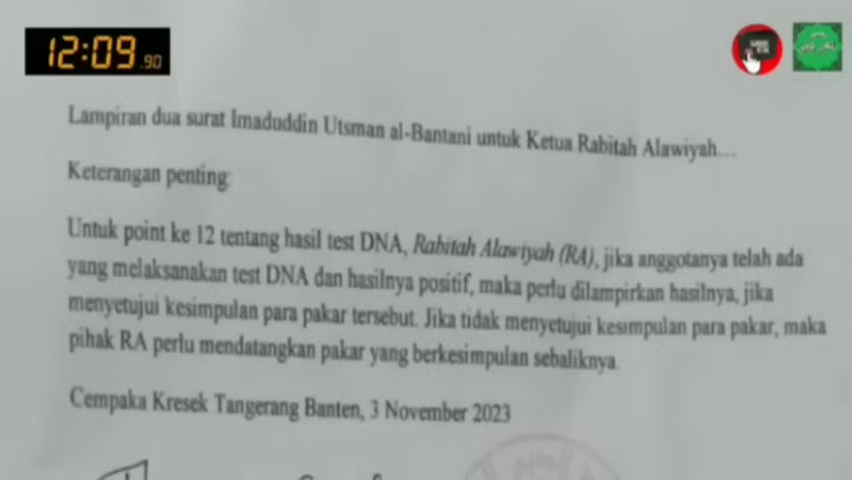 12:09.90
Lampiran dua surat Imaduddin Utsman al-Bantani untuk Ketua Rabitah Alawiyah...
Keterangan penting
Untuk point ke 12 tentang hasil test DNA, Rabitah Alawiyah (RA), jika anggotanya telah ada
yang melaksanakan test DNA dan hasilnya positif, maka perlu dilampirkan hasilnya, jika
menyetujui kesimpulan para pakar tersebut. Jika tidak menyetujui kesimpulan para pakar, maka
pihak RA perlu mendatangkan pakar yang berkesimpulan sebaliknya.
Cempaka Kresek Tangerang Banten, 3 November 2023